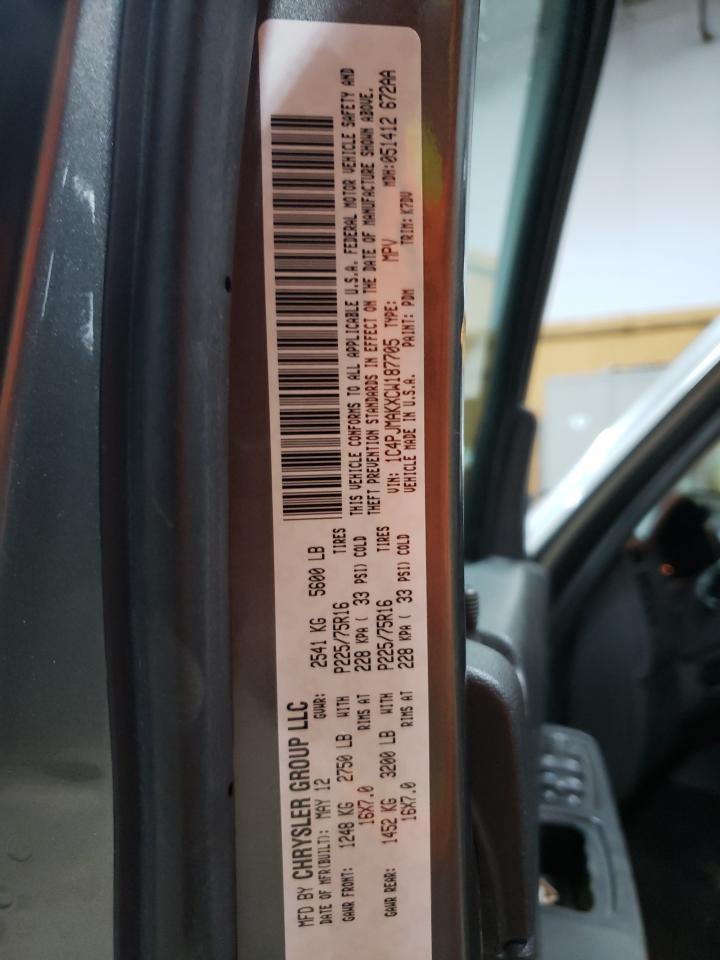 MFD BY CHRYSLER GROUP LLC
DATE OF MFR(BUILT): MAY 12 GVWR: 2541 KG 5600 LB
GAWR FRONT: 1248 KG 2750 LB WITH P225/75R16 TIRES
16X7.0 RIMS AT 228 KPA ( 33 PSI) COLD
GAWR REAR: 1452 KG 3200 LB WITH P225/75R16 TIRES
16X7.0 RIMS AT 228 KPA ( 33 PSI) COLD
THIS VEHICLE CONFORMS TO ALL APPLICABLE U.S.A. FEDERAL MOTOR VEHICLE SAFETY AND
THEFT PREVENTION STANDARDS IN EFFECT ON THE DATE OF MANUFACTURE SHOWN ABOVE.
VIN: 1C4PJMAKXCW187705 TYPE: MPV MDH:051412 672AA
VEHICLE MADE IN U.S.A. PAINT: PDM TRIM: K7DV